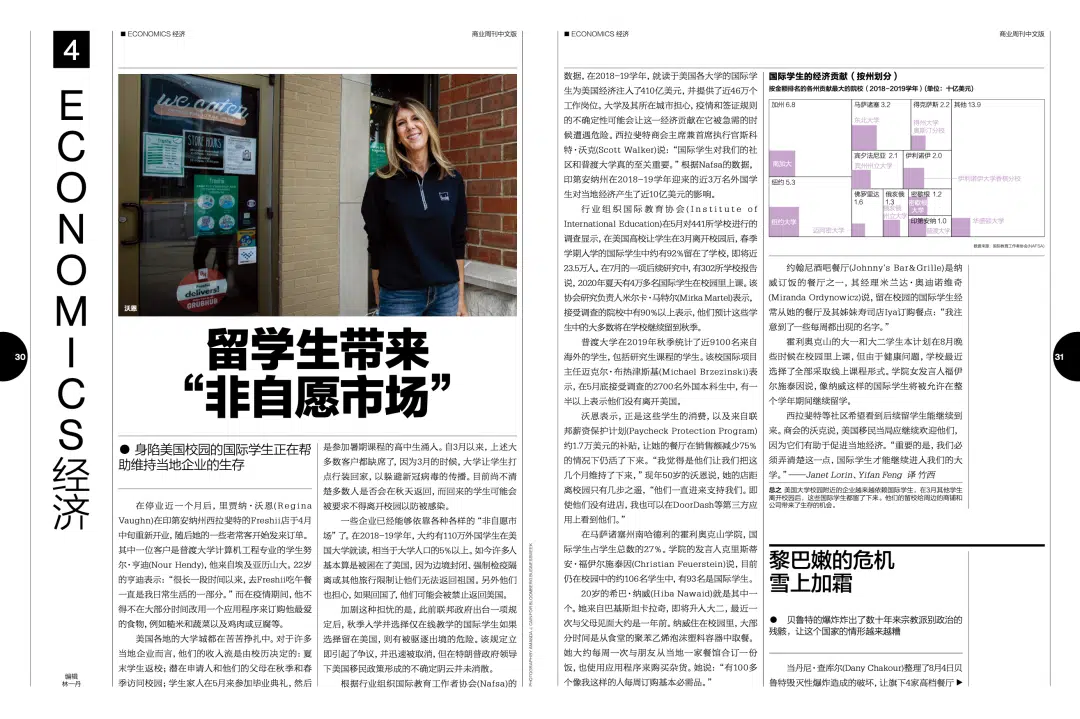 4
ECONOMICS 经济
编辑
林一丹
30
■ ECONOMICS 经济
商业周刊中文版
we cater
STORE HOURS
delivers!
GRUBHUB
沃恩
留学生带来
“非自愿市场”
● 身陷美国校园的国际学生正在帮
助维持当地企业的生存
在停业近一个月后，里贾纳·沃恩(Regina
Vaughn)在印第安纳州西拉斐特的Freshii店于4月
中旬重新开业，随后她的一些老常客开始发来订单。
其中一位客户是普渡大学计算机工程专业的学生努
尔·亨迪(Nour Hendy)，他来自埃及亚历山大。22岁
的亨迪表示：“很长一段时间以来，去Freshii吃午餐
一直是我日常生活的一部分。”而在疫情期间，他不
得不在大部分时间改用一个应用程序来订购他最爱
的食物，例如糙米和蔬菜以及鸡肉或豆腐等。
美国各地的大学城都在苦苦挣扎中。对于许多
当地企业而言，他们的收入流是由校历决定的：夏
末学生返校；潜在申请人和他们的父母在秋季和春
季访问校园；学生家人在5月来参加毕业典礼，然后
是参加暑期课程的高中生涌入。自3月以来，上述大
多数客户都缺席了，因为3月的时候，大学让学生打
点行装回家，以躲避新冠病毒的传播。目前尚不清
楚多数人是否会在秋天返回，而回来的学生可能会
被要求不得离开校园以防被感染。
一些企业已经能够依靠各种各样的“非自愿市
场”了。在2018-19学年，大约有110万外国学生在美
国大学就读，相当于大学人口的5%以上。如今许多人
基本算是被困在了美国，因为边境封闭，强制检疫隔
离或其他旅行限制让他们无法返回祖国。另外他们
也担心，如果回国了，他们可能会被禁止返回美国。
加剧这种担忧的是，此前联邦政府出台一项规
定后，秋季入学并选择仅在线教学的国际学生如果
选择留在美国，则有被驱逐出境的危险。该规定立
即引起了争议，并迅速被取消，但在特朗普政府领导
下美国移民政策形成的不确定阴云并未消散。
根据行业组织国际教育工作者协会(Nafsa)的
■ ECONOMICS 经济
商业周刊中文版
数据，在2018-19学年，就读于美国各大学的国际学
生为美国经济注入了410亿美元，并提供了近46万个
工作岗位。大学及其所在城市担心，疫情和签证规则
的不确定性可能会让这一经济贡献在它被急需的时
候遭遇危险。西拉斐特商会主席兼首席执行官斯科
特·沃克(Scott Walker)说：“国际学生对我们的社
区和普渡大学真的至关重要。”根据Nafsa的数据，
印第安纳州在2018-19学年迎来的近3万名外国学
生对当地经济产生了近10亿美元的影响。
行业组织国际教育协会(Institute of
International Education)在5月对441所学校进行的
调查显示，在美国高校让学生在3月离开校园后，春季
学期入学的国际学生中约有92%留在了学校，即将近
23.5万人。在7月的一项后续研究中，有302所学校报告
说，2020年夏天有4万多名国际学生在校园里上课。该
协会研究负责人米尔卡·马特尔(Mirka Martel)表示，
接受调查的院校中有90%以上表示，他们预计这些学
生中的大多数将在学校继续留到秋季。
普渡大学在2019年秋季统计了近9100名来自
海外的学生，包括研究生课程的学生。该校国际项目
主任迈克尔·布热津斯基(Michael Brzezinski)表
示，在5月底接受调查的2700名外国本科生中，有一
半以上表示他们没有离开美国。
沃恩表示，正是这些学生的消费，以及来自联
邦薪资保护计划(Paycheck Protection Program)
约1.7万美元的补贴，让她的餐厅在销售额减少75%
的情况下仍活了下来。“我觉得是他们让我们把这
几个月维持了下来，”现年50岁的沃恩说，她的店距
离校园只有几步之遥，“他们一直进来支持我们。即
使他们没有进店，我也可以在DoorDash等第三方应
用上看到他们。”
在马萨诸塞州南哈德利的霍利奥克山学院，国
际学生占学生总数的27%。学院的发言人克里斯蒂
安·福伊尔施泰因(Christian Feuerstein)说，目前
仍在校园中的约106名学生中，有93名是国际学生。
20岁的希巴·纳威(Hiba Nawaid)就是其中一
个。她来自巴基斯坦卡拉奇，即将升入大二，最近一
次与父母见面大约是一年前。纳威住在校园里，大部
分时间是从食堂的聚苯乙烯泡沫塑料容器中取餐。
她大约每周一次与朋友从当地一家餐馆合订一份
饭，也使用应用程序来购买杂货。她说：“有100多
个像我这样的人每周订购基本必需品。”
国际学生的经济贡献（按州划分）
按金额排名的各州贡献最大的院校（2018-2019学年）（单位：十亿美元）
加州 6.8
马萨诸塞 3.2
得克萨斯 2.2
其他 13.9
东北大学
得州大学
奥斯汀分校
南加大
宾夕法尼亚 2.1
伊利诺伊 2.0
宾州州立大学
伊利诺伊大学香槟分校
纽约 5.3
佛罗里达
1.6
俄亥俄
1.3
密歇根 1.2
密歇根
大学
俄亥俄
州立大学
印第安纳 1.0
纽约大学
迈阿密大学
普渡大学
华盛顿大学
数据来源：国际教育工作者协会(NAFSA)
约翰尼酒吧餐厅(Johnny's Bar&Grille)是纳
威订饭的餐厅之一，其经理米兰达·奥迪诺维奇
(Miranda Ordynowicz)说，留在校园的国际学生经
常从她的餐厅及其姊妹寿司店Iya订购餐点：“我注
意到了一些每周都出现的名字。”
霍利奥克山的大一和大二学生本计划在8月晚
些时候在校园里上课，但由于健康问题，学校最近
选择了全部采取线上课程形式。学院女发言人福伊
尔施泰因说，像纳威这样的国际学生将被允许在整
个学年期间继续留学。
西拉斐特等社区希望看到后续留学生能继续到
来。商会的沃克说，美国移民当局应继续欢迎他们，
因为它们有助于促进当地经济。“重要的是，我们必
须弄清楚这一点，国际学生才能继续进入我们的大
学。”——Janet Lorin, Yifan Feng 译 竹西
总之 美国大学校园附近的企业越来越依赖国际学生，在3月其他学生
离开校园后，这些国际学生都留了下来，他们的留校给周边的商铺和
公司带来了生存的机会。
黎巴嫩的危机
雪上加霜
● 贝鲁特的爆炸炸出了数十年来宗教派别政治的
残骸，让这个国家的情形越来越糟
当丹尼·查库尔(Dany Chakour)整理了8月4日贝
鲁特毁灭性爆炸造成的破坏，让旗下4家高档餐厅 ▶
31